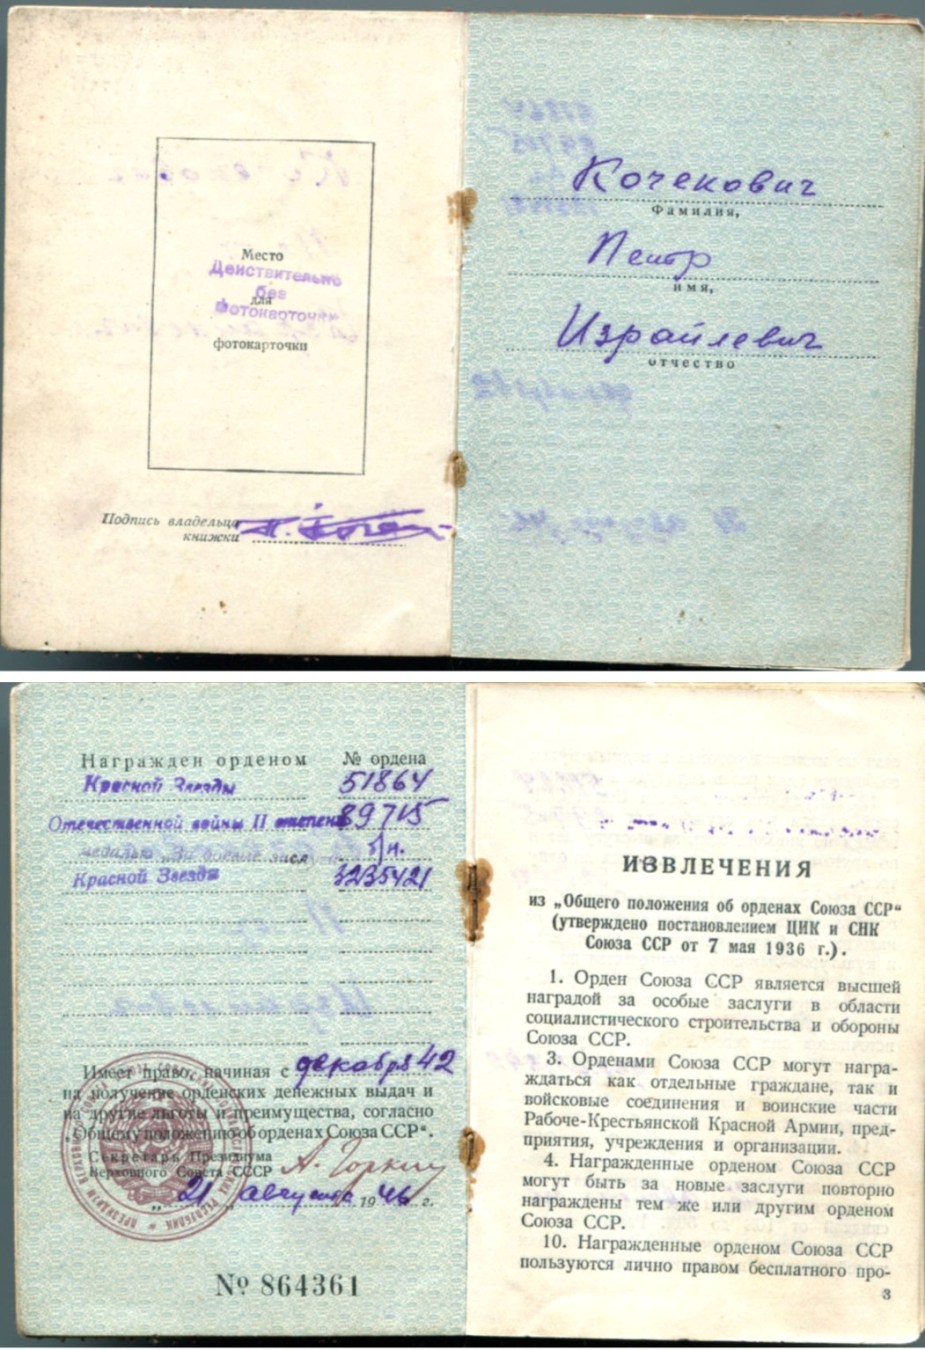 Место
Действительно
без
для
фотокарточки
фотокарточки
Подпись владельца
книжки
Кочекович
Фамилия,
Петр
имя,
Израйлевич
отчество
Награжден орденом № ордена
Красной Звезды 51864
Отечественной войны II степени 89715
медалью б/н.
Красной Звезды 3235421
Имеет право, начиная с декабря 42
на получение орденских денежных выдач и
на другие льготы и преимущества, согласно
„Общему положению об орденах Союза ССР“.
Секретарь Президиума
Верховного Совета СССР А. Горкин
„21„ августа 1946 г.
№ 864361
ИЗВЛЕЧЕНИЯ
из „Общего положения об орденах Союза ССР“
(утверждено постановлением ЦИК и СНК
Союза ССР от 7 мая 1936 г.).
1. Орден Союза ССР является высшей
наградой за особые заслуги в области
социалистического строительства и обороны
Союза ССР.
3. Орденами Союза ССР могут награ-
ждаться как отдельные граждане, так и
войсковые соединения и воинские части
Рабоче-Крестьянской Красной Армии, пред-
приятия, учреждения и организации.
4. Награжденные орденом Союза ССР
могут быть за новые заслуги повторно
награждены тем же или другим орденом
Союза ССР.
10. Награжденные орденом Союза ССР
пользуются лично правом бесплатного про-
3